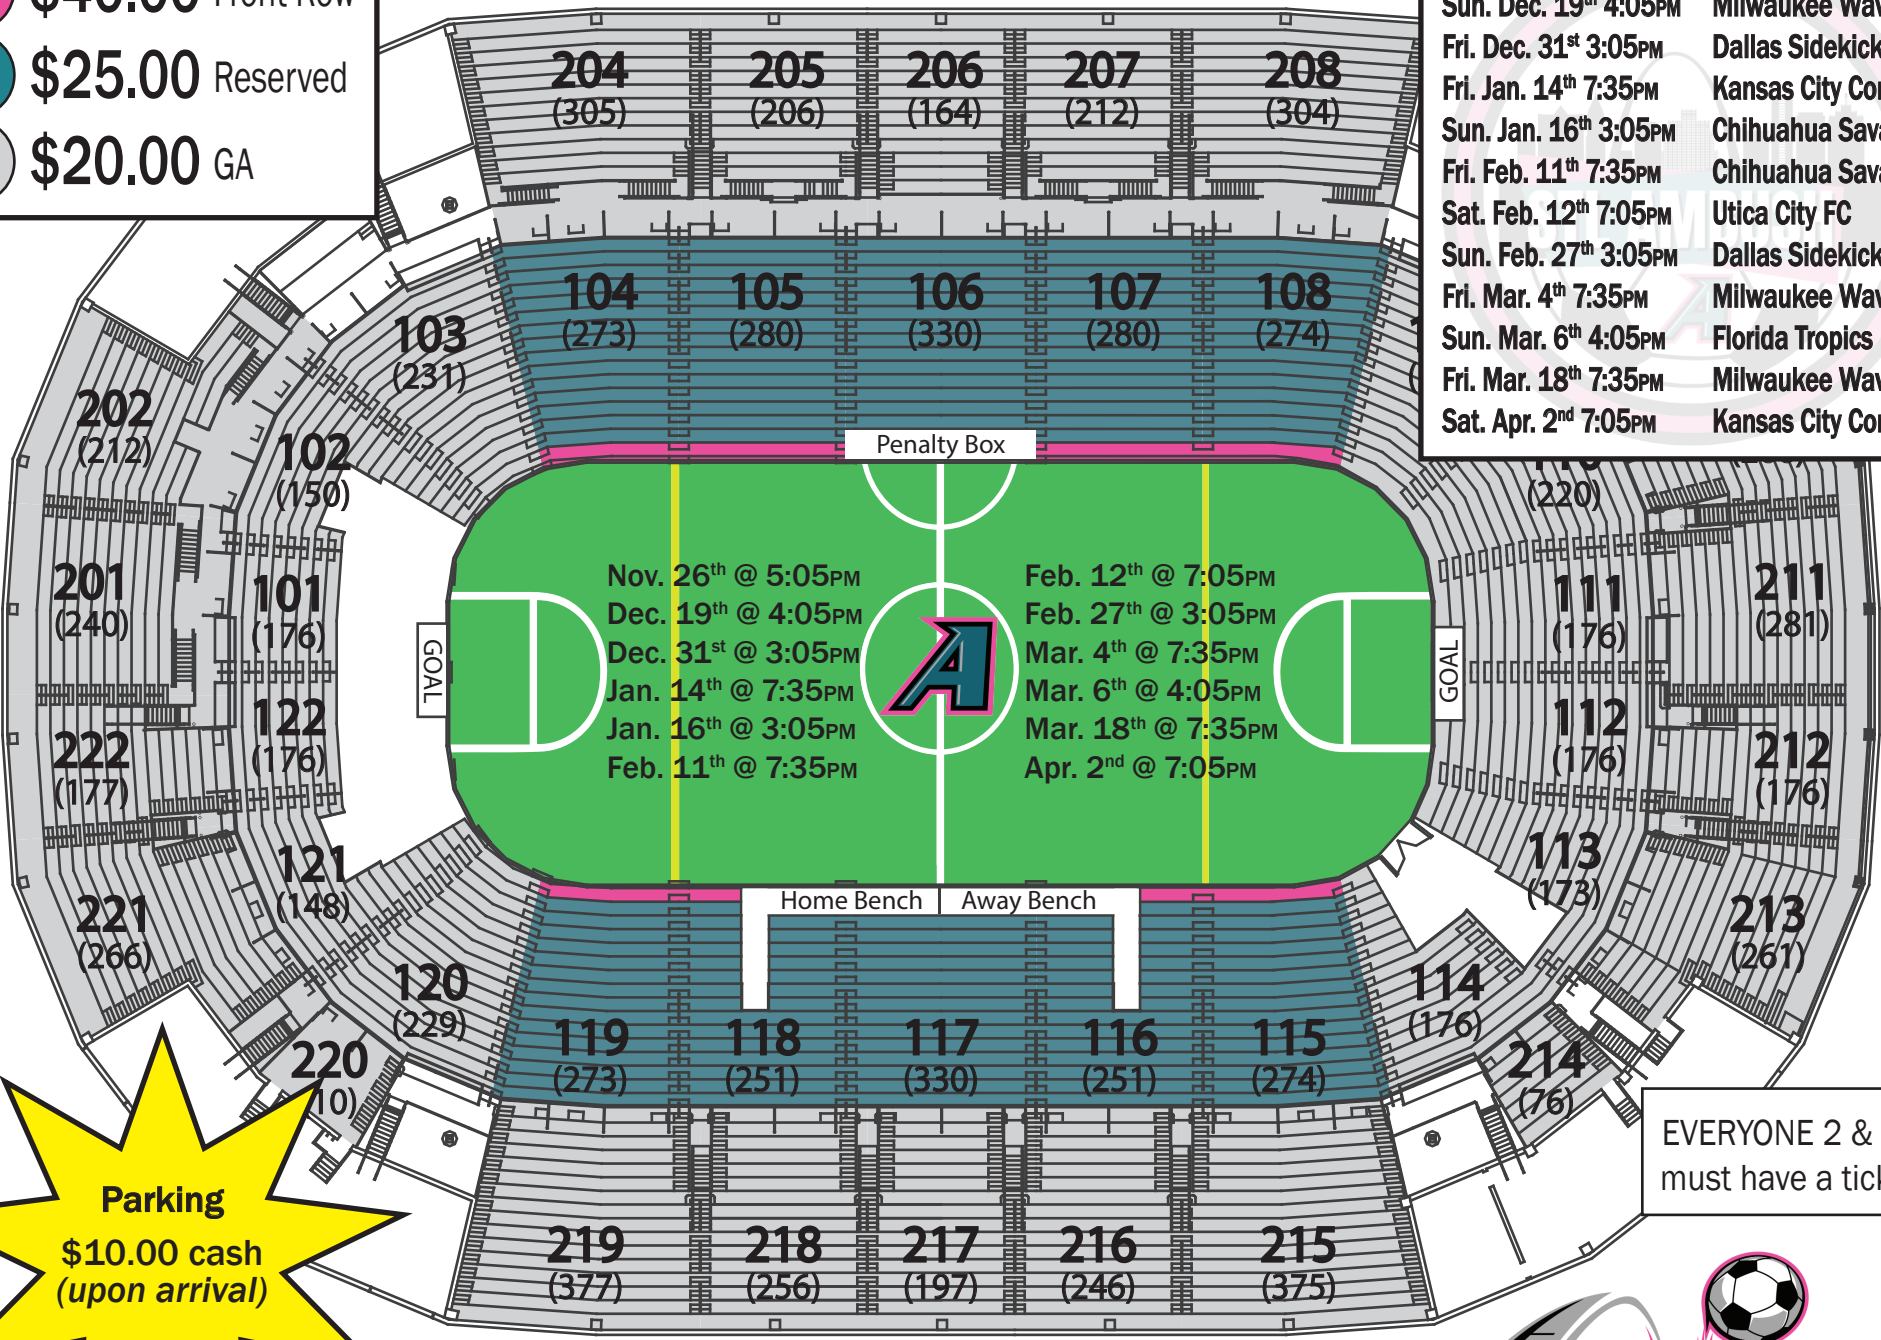 $40.00 Front Row
$25.00 Reserved
$20.00 GA
Sun. Dec. 19th 4:05PM Milwaukee
Fri. Dec. 31st 3:05PM Dallas
Fri. Jan. 14th 7:35PM Kansas City
Sun. Jan. 16th 3:05PM Chihuahua
Fri. Feb. 11th 7:35PM Chihuahua
Sat. Feb. 12th 7:05PM Utica City FC
Sun. Feb. 27th 3:05PM Dallas
Fri. Mar. 4th 7:35PM Milwaukee
Sun. Mar. 6th 4:05PM Florida Tropics
Fri. Mar. 18th 7:35PM Milwaukee
Sat. Apr. 2nd 7:05PM Kansas City
204
(305)
205
(206)
206
(164)
207
(212)
208
(304)
104
(273)
105
(280)
106
(330)
107
(280)
108
(274)
103
(231)
202
(212)
102
(150)
Penalty Box
(220)
201
(240)
101
(176)
111
(176)
211
(281)
GOAL
Nov. 26th @ 5:05PM
Dec. 19th @ 4:05PM
Dec. 31st @ 3:05PM
Jan. 14th @ 7:35PM
Jan. 16th @ 3:05PM
Feb. 11th @ 7:35PM
A
Feb. 12th @ 7:05PM
Feb. 27th @ 3:05PM
Mar. 4th @ 7:35PM
Mar. 6th @ 4:05PM
Mar. 18th @ 7:35PM
Apr. 2nd @ 7:05PM
GOAL
222
(177)
122
(176)
112
(176)
212
(176)
221
(266)
121
(148)
113
(173)
213
(261)
Home Bench | Away Bench
120
(229)
114
(176)
220
10)
214
(76)
119
(273)
118
(251)
117
(330)
116
(251)
115
(274)
219
(377)
218
(256)
217
(197)
216
(246)
215
(375)
Parking
$10.00 cash
(upon arrival)
EVERYONE 2 &
must have a